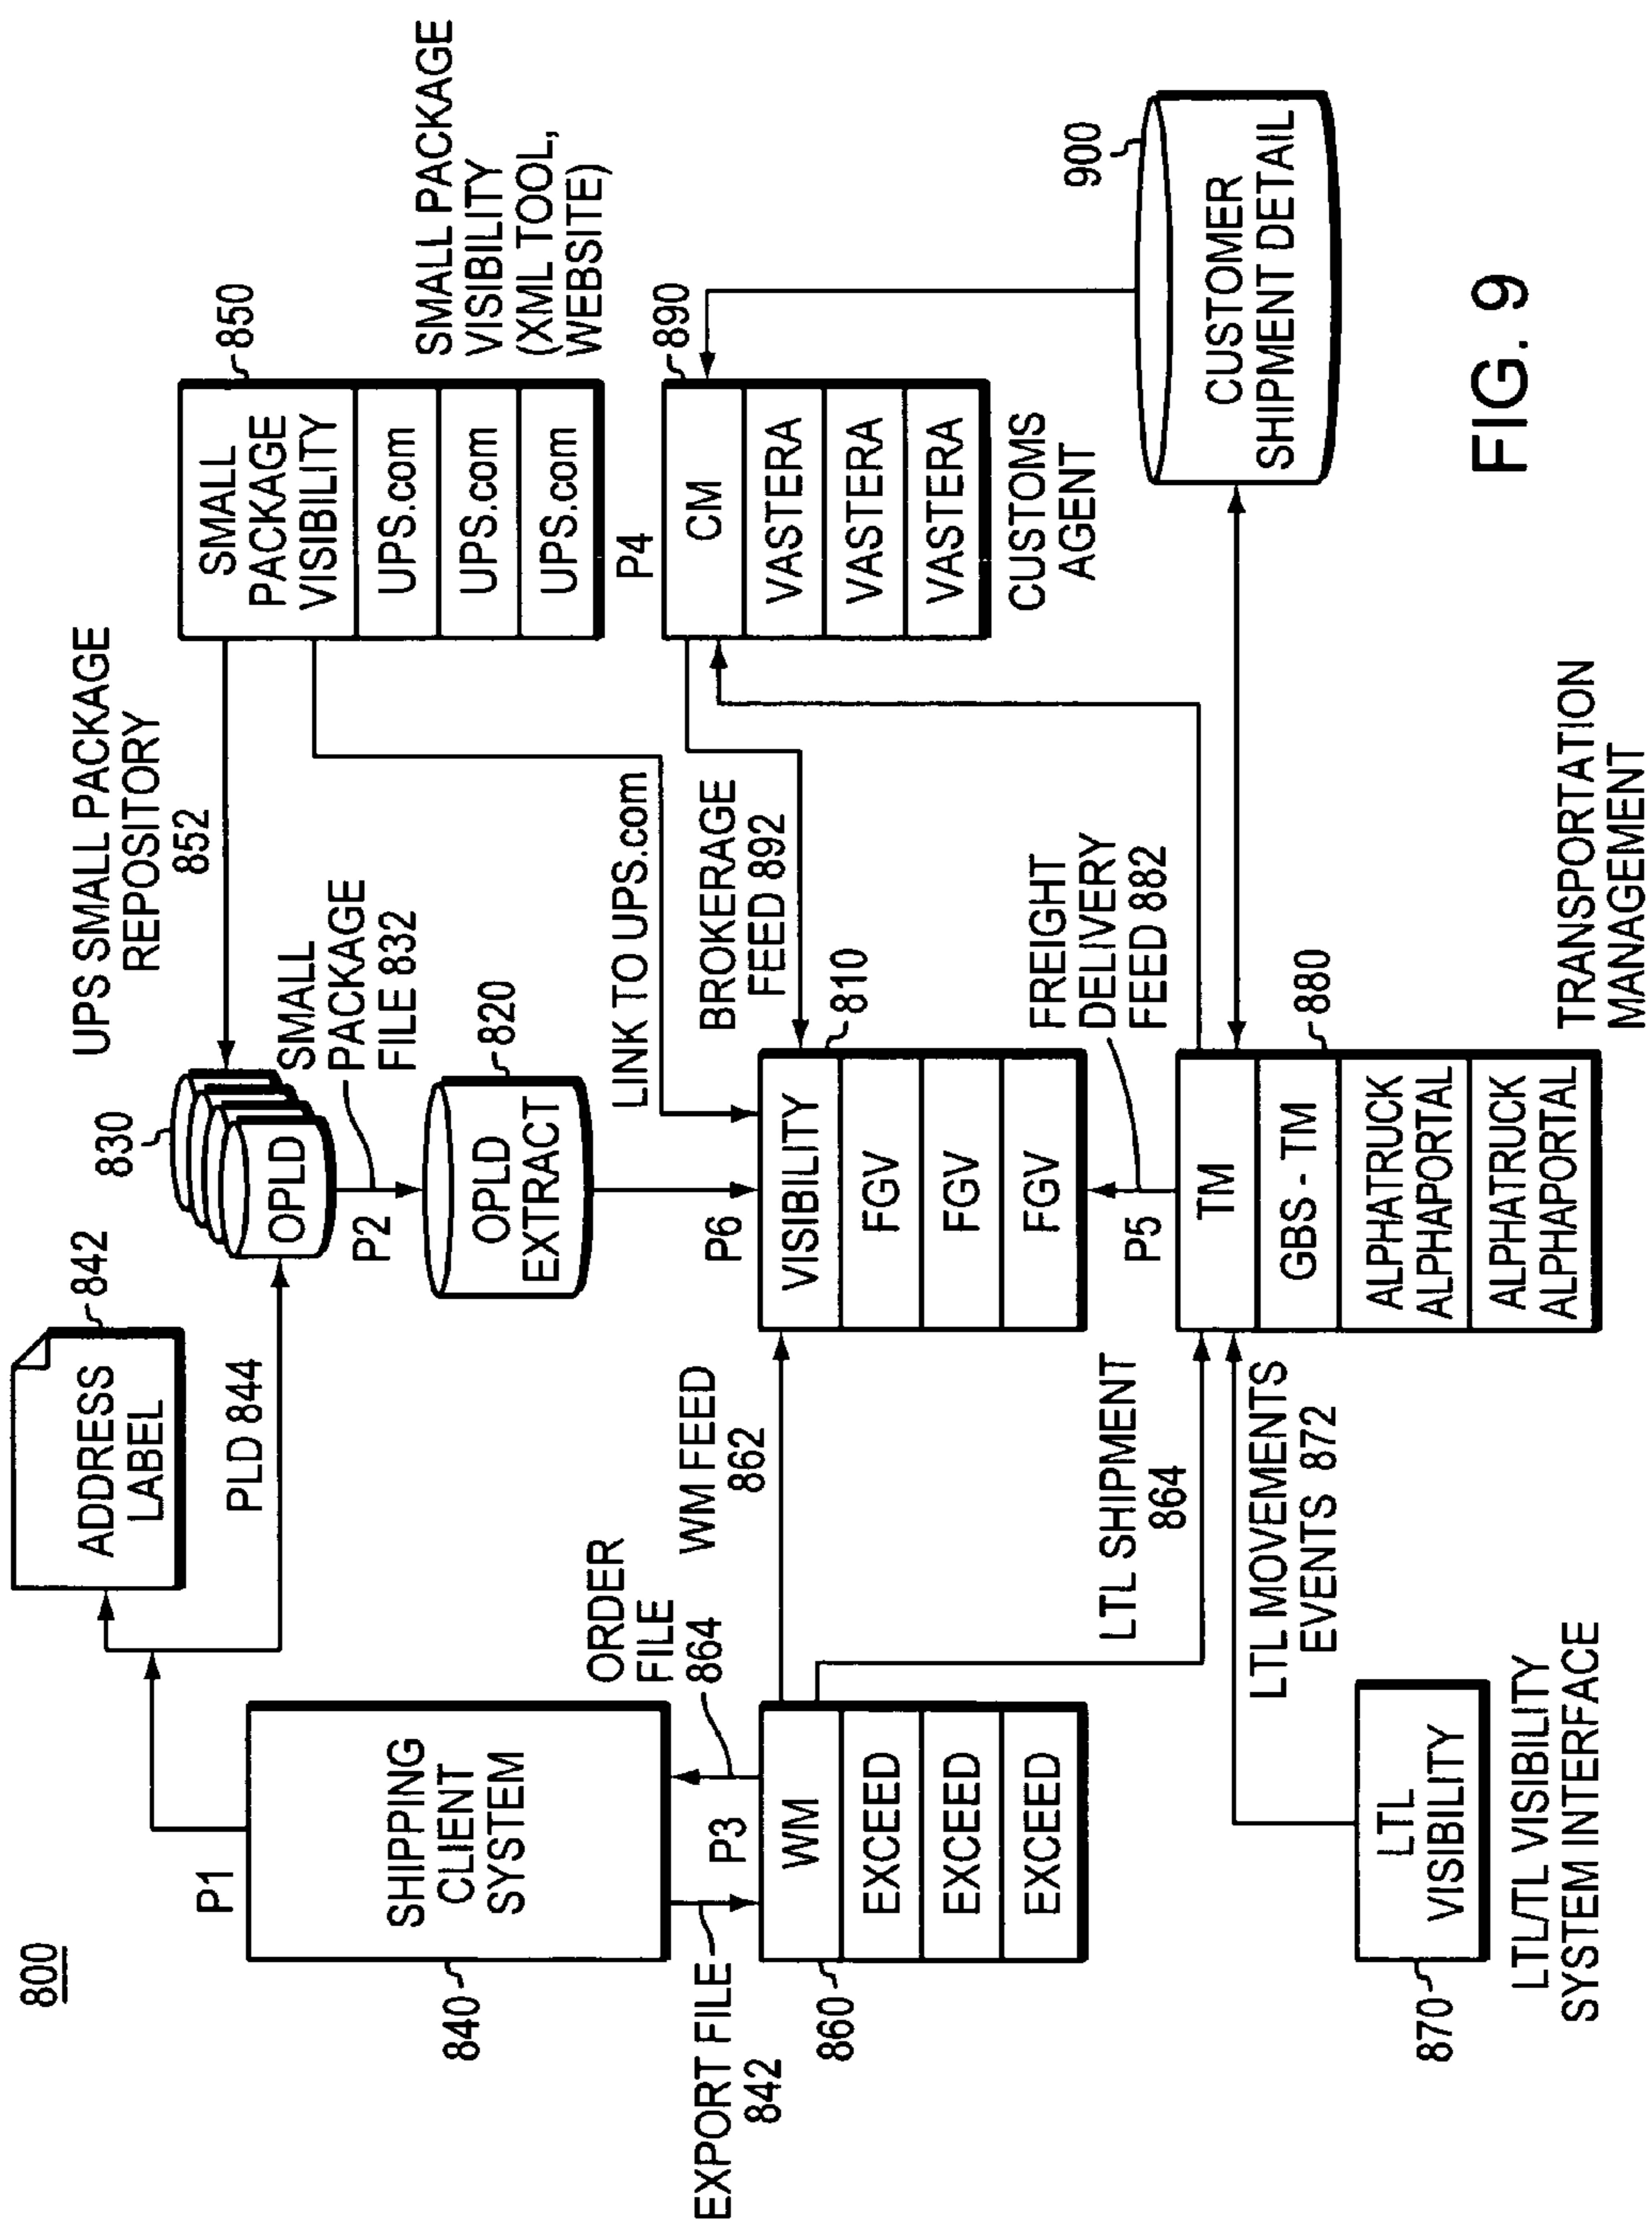 800
P1
SHIPPING
CLIENT
SYSTEM
840
ADDRESS
LABEL
842
PLD 844
830
OPLD
UPS SMALL PACKAGE
REPOSITORY
852
SMALL
PACKAGE
FILE 832
P2
OPLD
EXTRACT
820
850
SMALL
PACKAGE
VISIBILITY
UPS.com
UPS.com
UPS.com
SMALL PACKAGE
VISIBILITY
(XML TOOL,
WEBSITE)
LINK TO UPS.com
EXPORT FILE
842
ORDER
FILE
864
P3
WM
EXCEED
EXCEED
EXCEED
860
WM FEED
862
P6
VISIBILITY
FGV
FGV
FGV
810
BROKERAGE
FEED 892
P4
890
CM
VASTERA
VASTERA
VASTERA
CUSTOMS
AGENT
LTL SHIPMENT
864
LTL MOVEMENTS
EVENTS 872
FREIGHT
DELIVERY
FEED 882
P5
TM
GBS - TM
ALPHATRUCK
ALPHAPORTAL
ALPHATRUCK
ALPHAPORTAL
880
TRANSPORTATION
MANAGEMENT
900
CUSTOMER
SHIPMENT DETAIL
LTL
VISIBILITY
870
LTL/TL VISIBILITY
SYSTEM INTERFACE
FIG. 9